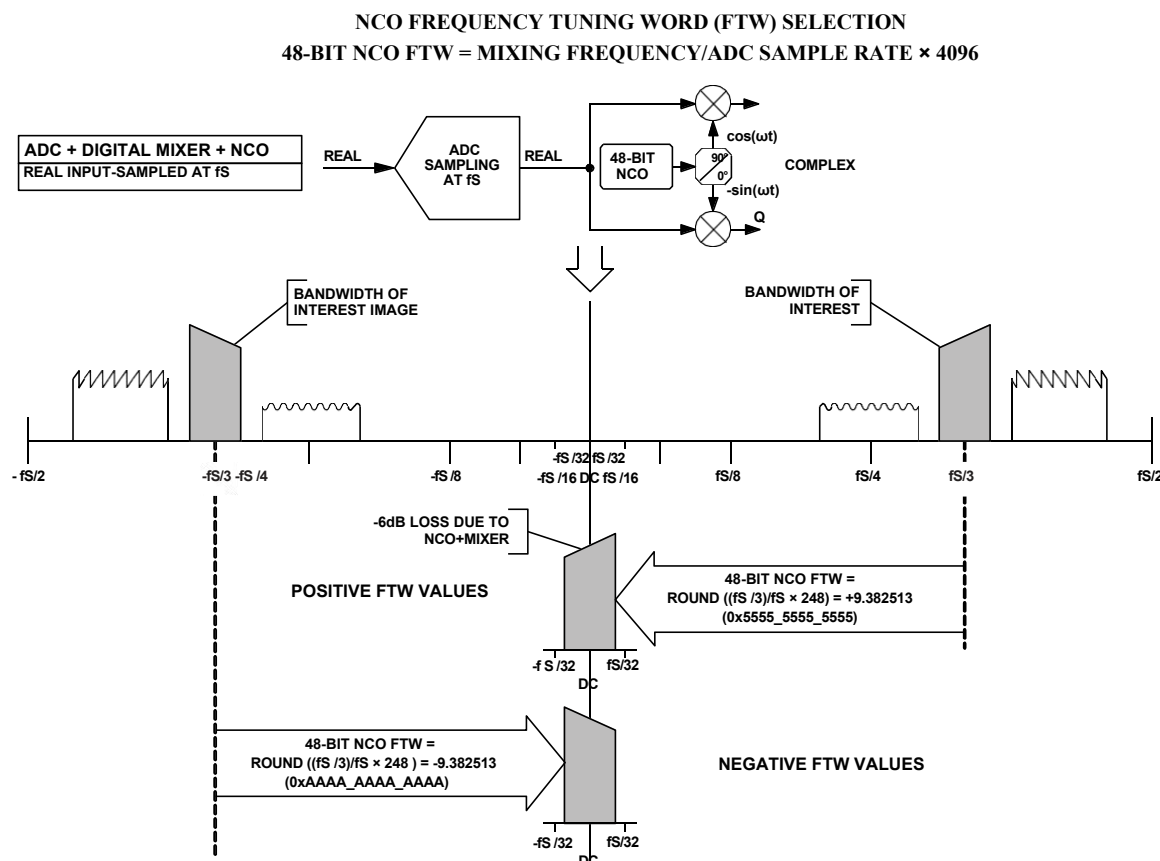 NCO FREQUENCY TUNING WORD (FTW) SELECTION
48-BIT NCO FTW = MIXING FREQUENCY/ADC SAMPLE RATE × 4096
ADC + DIGITAL MIXER + NCO
REAL INPUT-SAMPLED AT fS
REAL
ADC
SAMPLING
AT fS
REAL
48-BIT
NCO
cos(ωt)
90°
0°
-sin(ωt)
COMPLEX
Q
BANDWIDTH OF
INTEREST IMAGE
BANDWIDTH OF
INTEREST
-fS /32 fS /32
- fS/2
-fS/3
-fS /4
-fS/8
-fS /16 DC fS /16
fS/8
fS/4
fS/3
fS/2
-6dB LOSS DUE TO
NCO+MIXER
POSITIVE FTW VALUES
48-BIT NCO FTW =
ROUND ((fS /3)/fS × 248) = +9.382513
(0x5555_5555_5555)
-f S /32
fS/32
DC
48-BIT NCO FTW =
ROUND ((fS /3)/fS × 248 ) = -9.382513
(0xAAAA_AAAA_AAAA)
NEGATIVE FTW VALUES
-fS /32
fS/32
DC